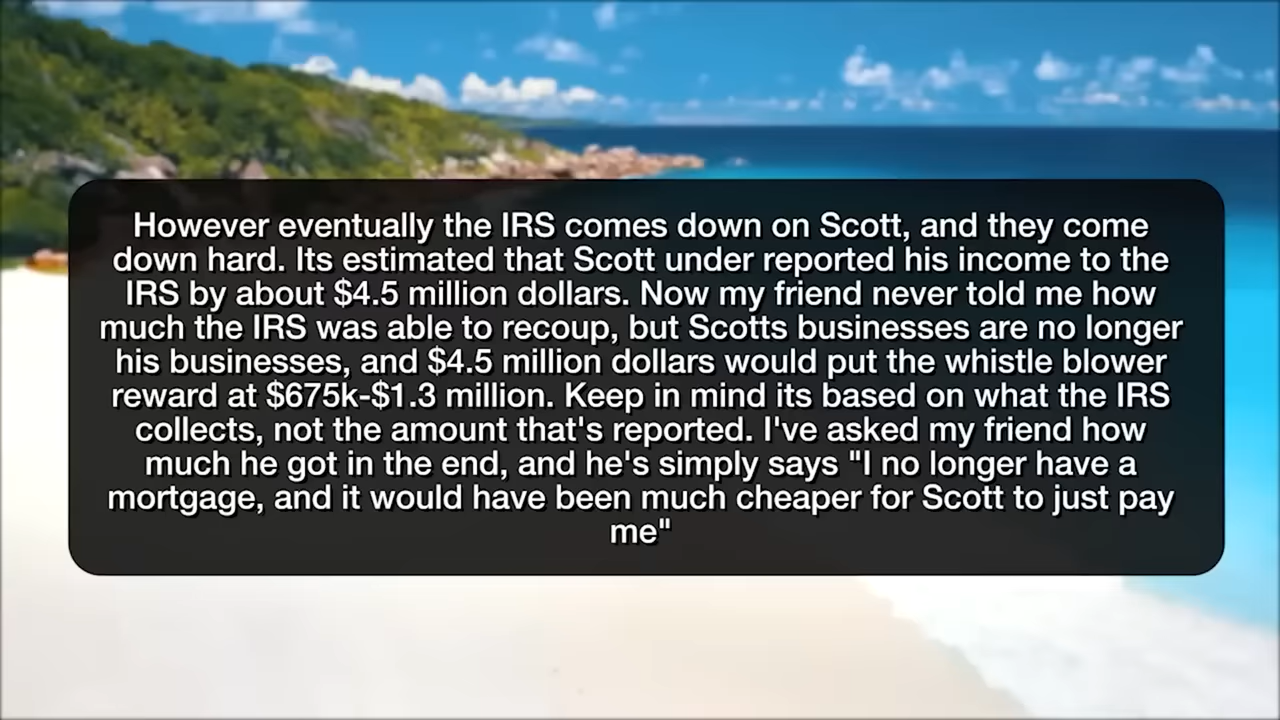 However eventually the IRS comes down on Scott, and they come
down hard. Its estimated that Scott under reported his income to the
IRS by about $4.5 million dollars. Now my friend never told me how
much the IRS was able to recoup, but Scotts businesses are no longer
his businesses, and $4.5 million dollars would put the whistle blower
reward at $675k-$1.3 million. Keep in mind its based on what the IRS
collects, not the amount that's reported. I've asked my friend how
much he got in the end, and he's simply says "I no longer have a
mortgage, and it would have been much cheaper for Scott to just pay
me"